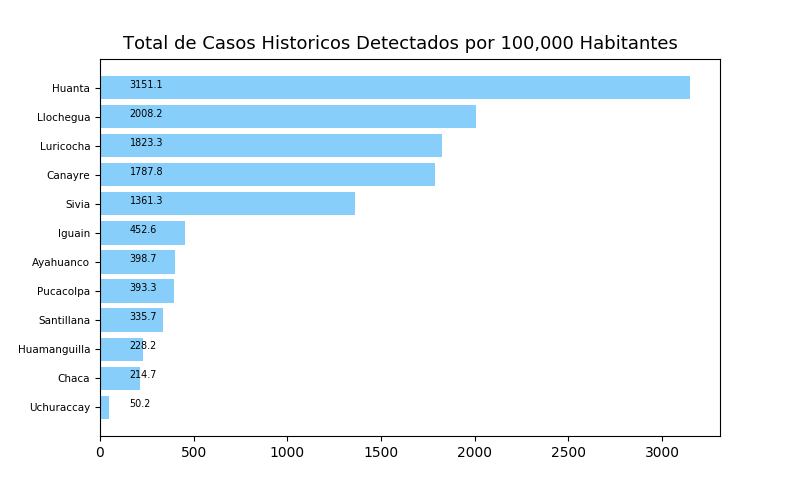 Total de Casos Historicos Detectados por 100,000 Habitantes
Huanta 3151.1
Llochegua 2008.2
Luricocha 1823.3
Canayre 1787.8
Sivia 1361.3
Iguain 452.6
Ayahuanco 398.7
Pucacolpa 393.3
Santillana 335.7
Huamanguilla 228.2
Chaca 214.7
Uchuraccay 50.2
0 500 1000 1500 2000 2500 3000